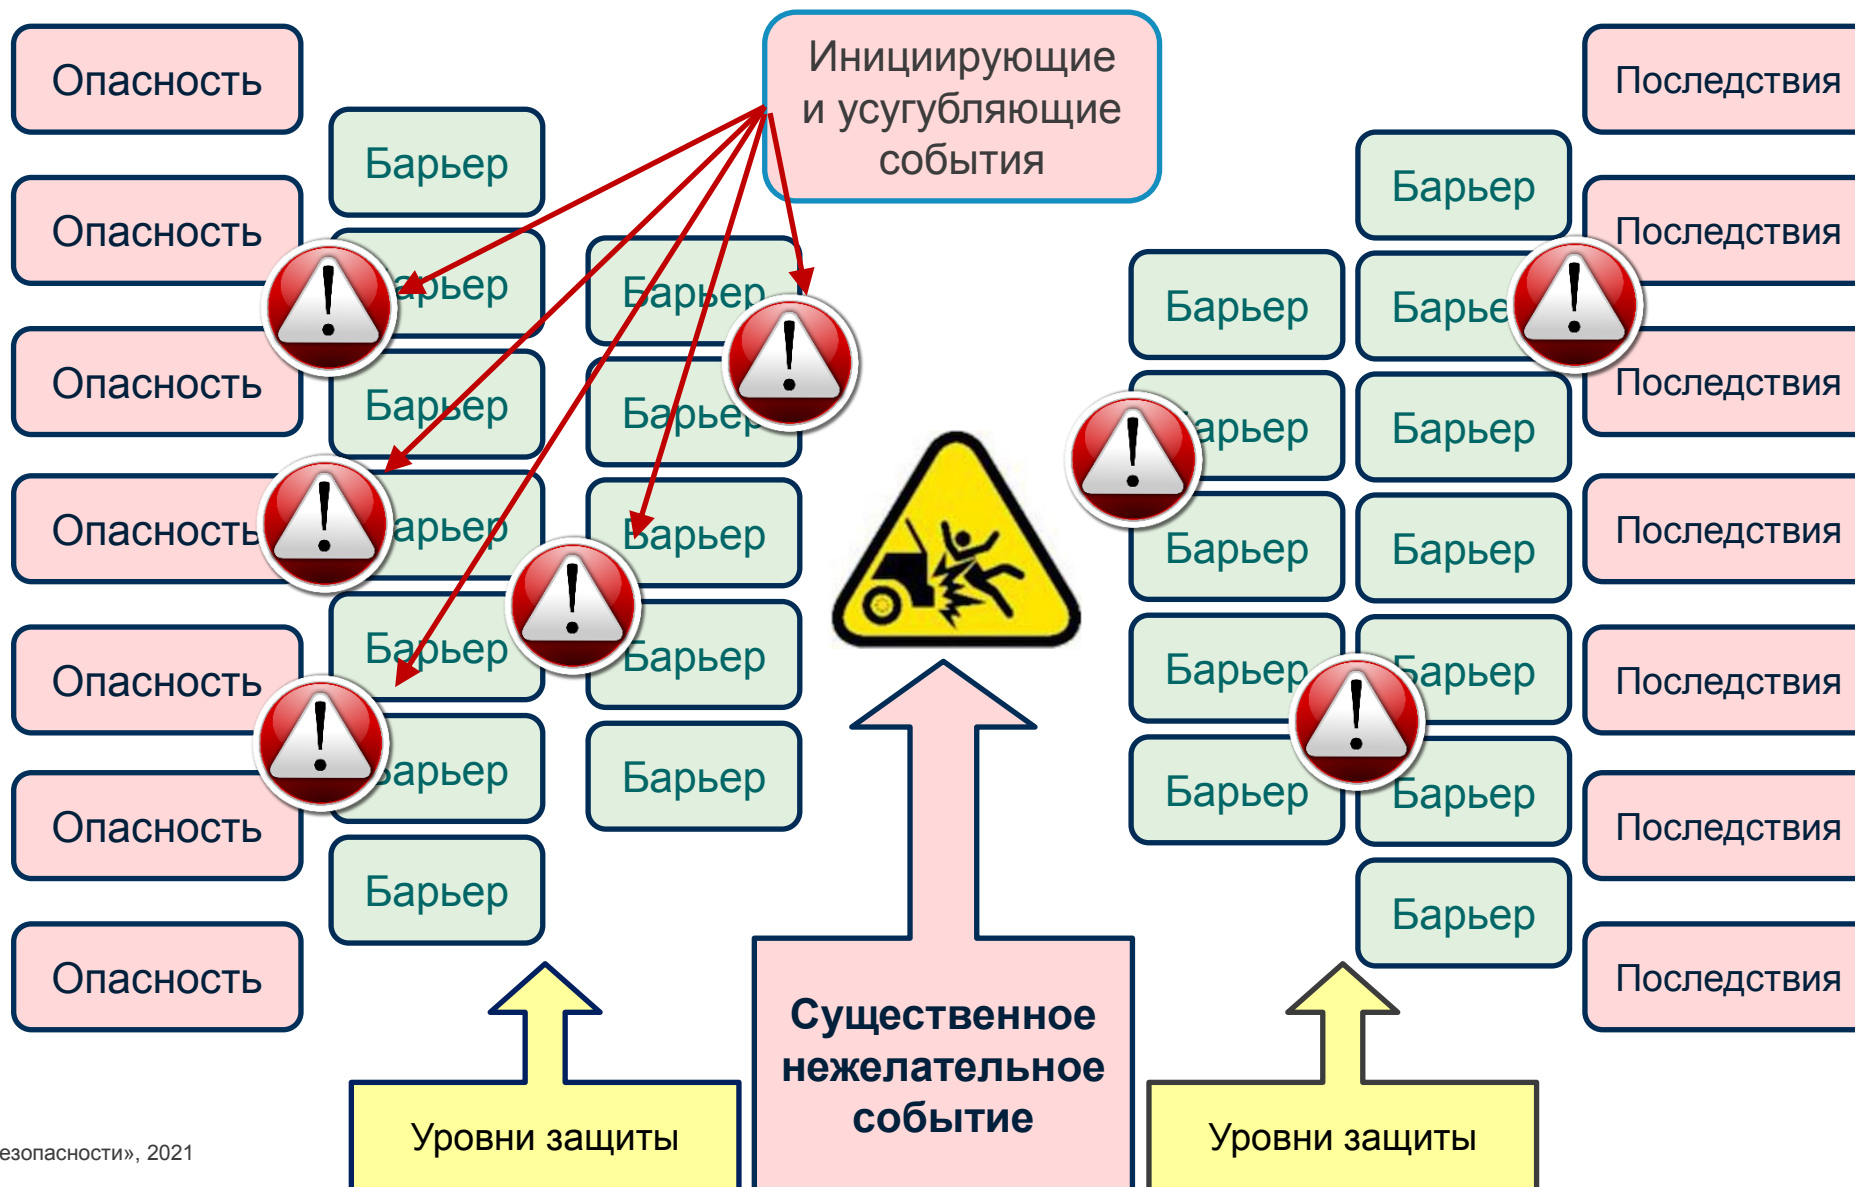 Опасность
Опасность
Опасность
Опасность
Опасность
Опасность
Опасность
Барьер
Барьер
Барьер
Барьер
Барьер
Барьер
Барьер
Барьер
Барьер
Барьер
Барьер
Барьер
Инициирующие
и усугубляющие
события
Барьер
Барьер
Барьер
Барьер
Барьер
Барьер
Барьер
Барьер
Барьер
Барьер
Барьер
Барьер
Последствия
Последствия
Последствия
Последствия
Последствия
Последствия
Последствия
Уровни защиты
Существенное
нежелательное
событие
Уровни защиты
езопасности», 2021